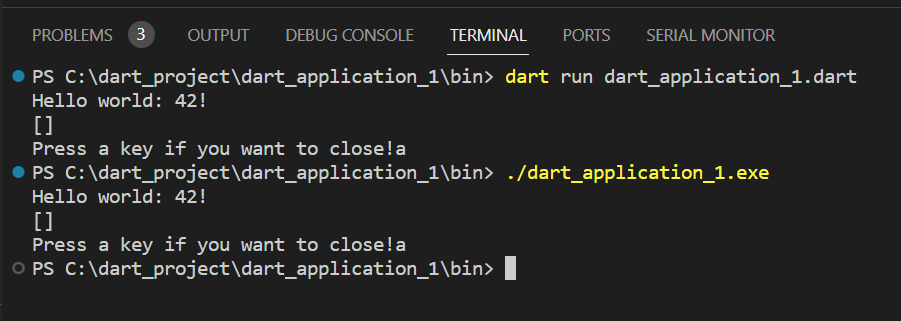 PROBLEMS 3 OUTPUT DEBUG CONSOLE TERMINAL PORTS SERIAL MONITOR
PS C:\dart_project\dart_application_1\bin> dart run dart_application_1.dart
Hello world: 42!
[]
Press a key if you want to close!a
PS C:\dart_project\dart_application_1\bin> ./dart_application_1.exe
Hello world: 42!
[]
Press a key if you want to close!a
PS C:\dart_project\dart_application_1\bin>